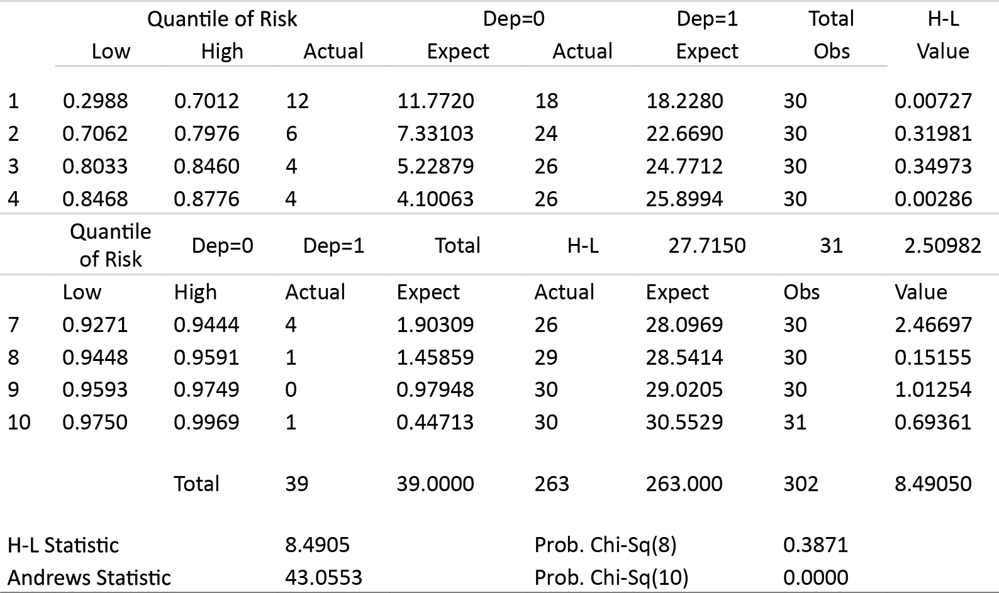 Quantile of Risk Dep=0 Dep=1 Total H-L
Low High Actual Expect Actual Expect Obs Value
1 0.2988 0.7012 12 11.7720 18 18.2280 30 0.00727
2 0.7062 0.7976 6 7.33103 24 22.6690 30 0.31981
3 0.8033 0.8460 4 5.22879 26 24.7712 30 0.34973
4 0.8468 0.8776 4 4.10063 26 25.8994 30 0.00286
Quantile
of Risk Dep=0 Dep=1 Total H-L 27.7150 31 2.50982
Low High Actual Expect Actual Expect Obs Value
7 0.9271 0.9444 4 1.90309 26 28.0969 30 2.46697
8 0.9448 0.9591 1 1.45859 29 28.5414 30 0.15155
9 0.9593 0.9749 0 0.97948 30 29.0205 30 1.01254
10 0.9750 0.9969 1 0.44713 30 30.5529 31 0.69361
Total 39 39.0000 263 263.000 302 8.49050
H-L Statistic 8.4905 Prob. Chi-Sq(8) 0.3871
Andrews Statistic 43.0553 Prob. Chi-Sq(10) 0.0000